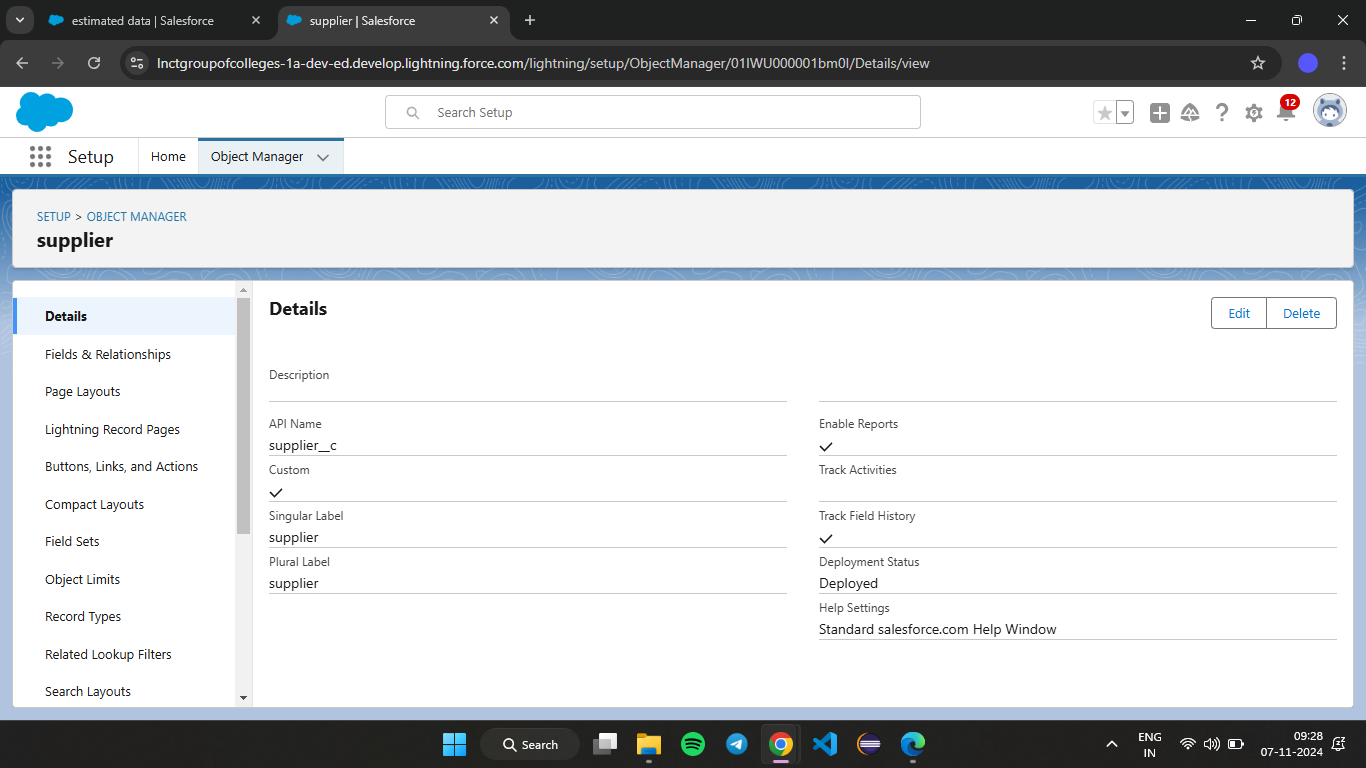 estimated data | Salesforce
supplier | Salesforce
lnctgroupofcolleges-1a-dev-ed.develop.lightning.force.com/lightning/setup/ObjectManager/01IWU000001bm0l/Details/view
Search Setup
12
Setup
Home
Object Manager
SETUP > OBJECT MANAGER
supplier
Details
Fields & Relationships
Page Layouts
Lightning Record Pages
Buttons, Links, and Actions
Compact Layouts
Field Sets
Object Limits
Record Types
Related Lookup Filters
Search Layouts
Details
Edit
Delete
Description
API Name
supplier__c
Custom
Singular Label
supplier
Plural Label
supplier
Enable Reports
Track Activities
Track Field History
Deployment Status
Deployed
Help Settings
Standard salesforce.com Help Window
Search
ENG
IN
09:28
07-11-2024